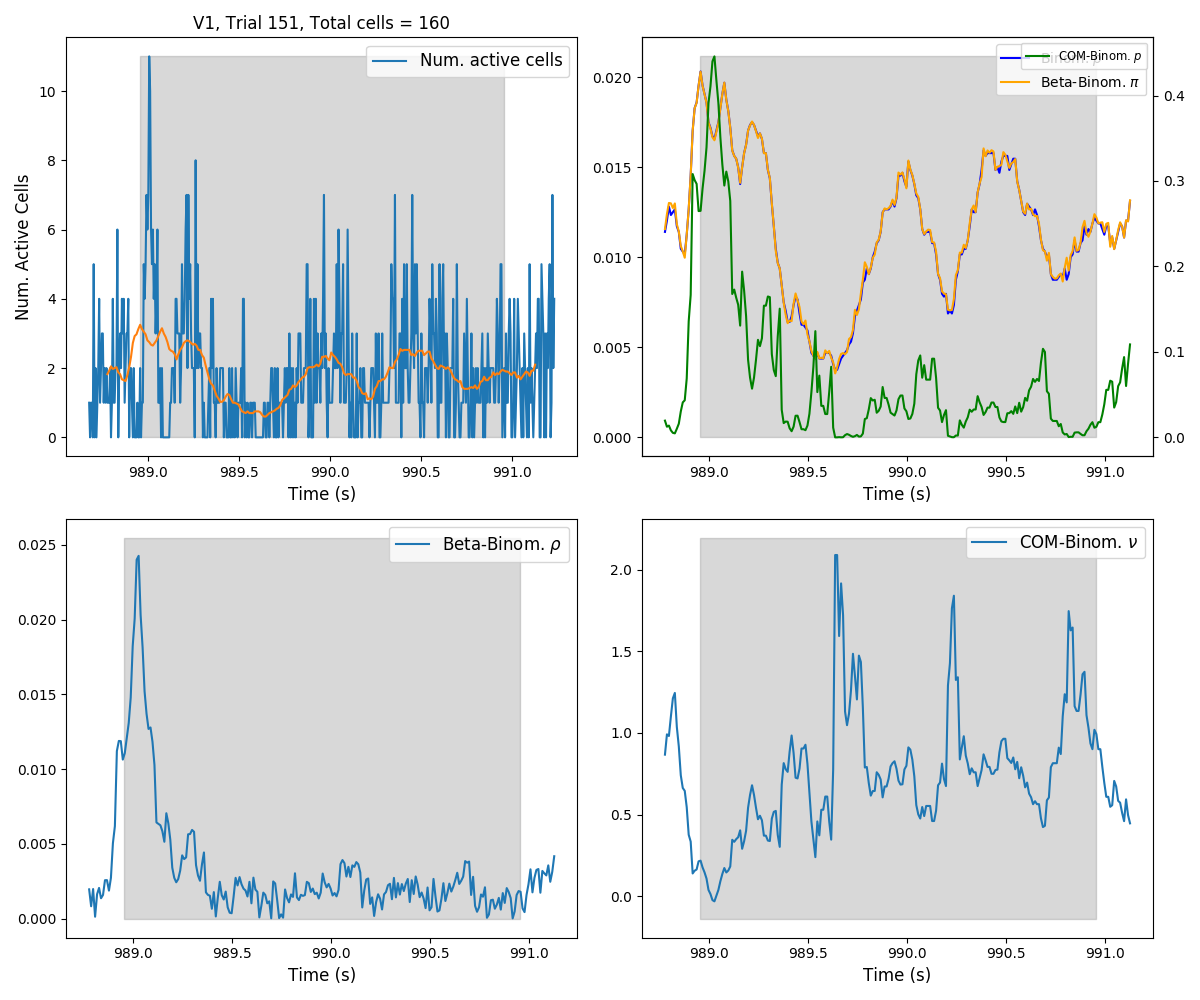 V1, Trial 151, Total cells = 160
Num. Active Cells
10
8
6
4
2
0
989.0 989.5 990.0 990.5 991.0
Time (s)
Num. active cells
0.020
0.015
0.010
0.005
0.000
989.0 989.5 990.0 990.5 991.0
Time (s)
COM-Binom. p
Beta-Binom. π
0.4
0.3
0.2
0.1
0.0
0.025
0.020
0.015
0.010
0.005
0.000
989.0 989.5 990.0 990.5 991.0
Time (s)
Beta-Binom. ρ
2.0
1.5
1.0
0.5
0.0
989.0 989.5 990.0 990.5 991.0
Time (s)
COM-Binom. ν